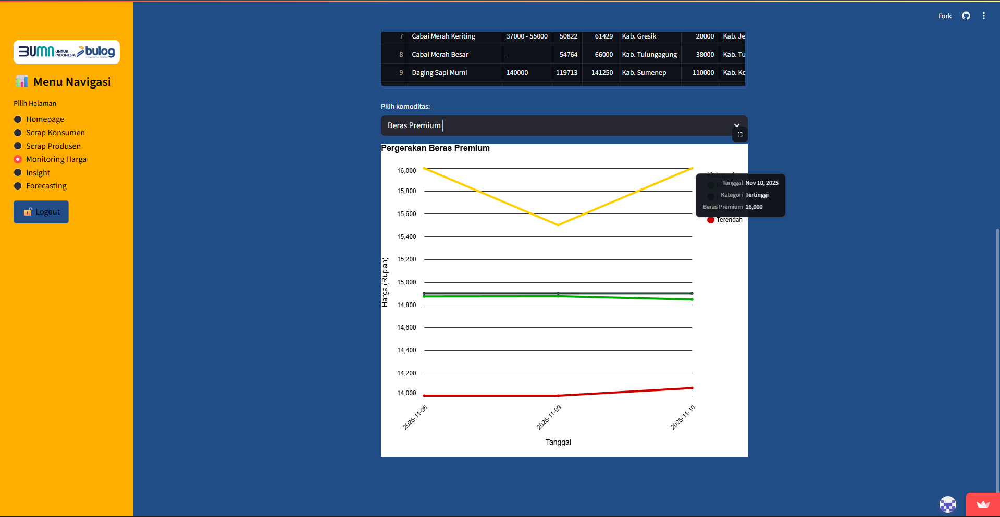 Fork
BUMN UNTUK INDONESIA bulog
Menu Navigasi
Pilih Halaman
Homepage
Scrap Konsumen
Scrap Produsen
Monitoring Harga
Insight
Forecasting
Logout
7 Cabai Merah Keriting 37000 - 55000 50822 61429 Kab. Gresik 20000 Kab. Je
8 Cabai Merah Besar - 54764 66000 Kab. Tulungagung 38000 Kab. Tu
9 Daging Sapi Murni 140000 119713 141250 Kab. Sumenep 110000 Kab. Ke
Pilih komoditas:
Beras Premium
Pergerakan Beras Premium
16,000
15,800
15,600
15,400
15,200
15,000
14,800
14,600
14,400
14,200
14,000
Harga (Rupiah)
2025-11-08
2025-11-09
2025-11-10
Tanggal
Kategori
Tanggal Nov 10, 2025
Kategori Tertinggi
Beras Premium 16,000
Terendah